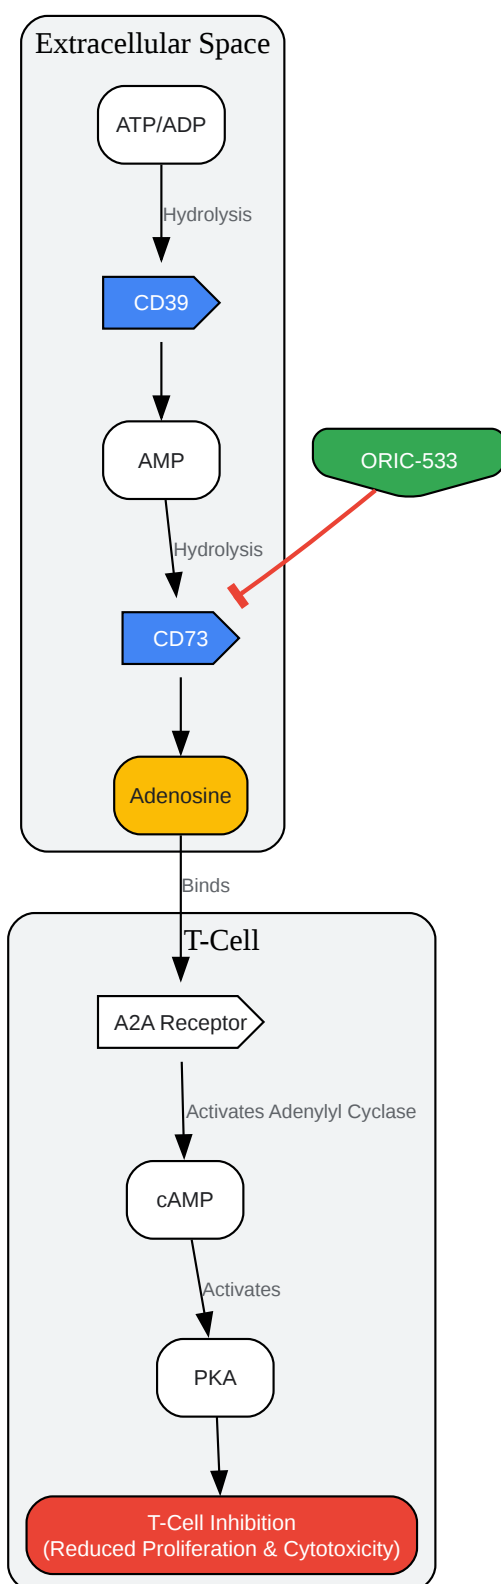 Extracellular Space
ATP/ADP
Hydrolysis
CD39
AMP
ORIC-533
Hydrolysis
CD73
Adenosine
Binds
T-Cell
A2A Receptor
Activates Adenylyl Cyclase
cAMP
Activates
PKA
T-Cell Inhibition
(Reduced Proliferation & Cytotoxicity)